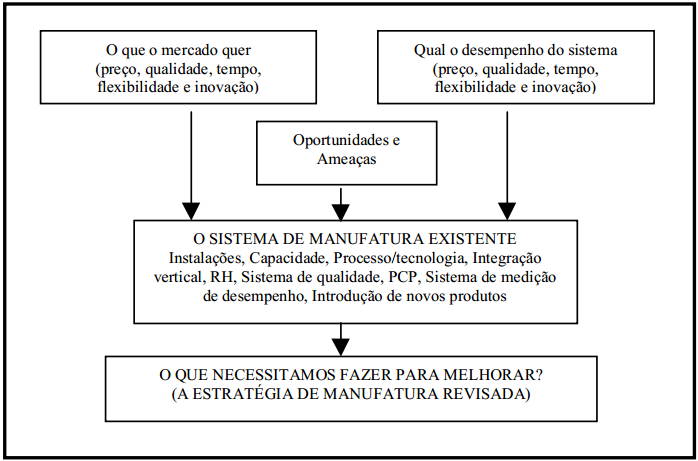 O que o mercado quer
(preço, qualidade, tempo,
flexibilidade e inovação)
Qual o desempenho do sistema
(preço, qualidade, tempo,
flexibilidade e inovação)
Oportunidades e
Ameaças
O SISTEMA DE MANUFATURA EXISTENTE
Instalações, Capacidade, Processo/tecnologia, Integração
vertical, RH, Sistema de qualidade, PCP, Sistema de medição
de desempenho, Introdução de novos produtos
O QUE NECESSITAMOS FAZER PARA MELHORAR?
(A ESTRATÉGIA DE MANUFATURA REVISADA)